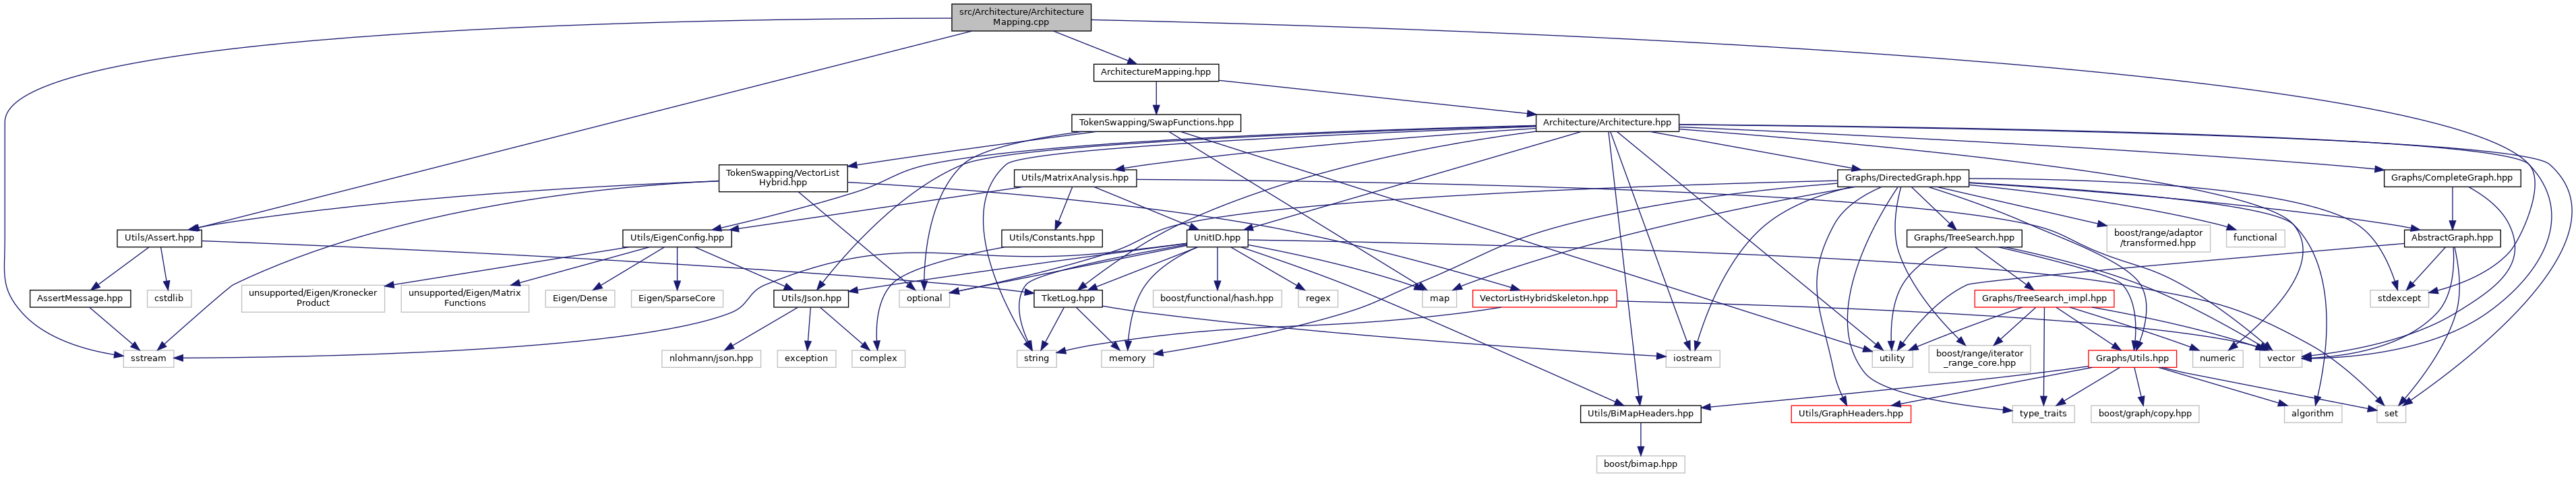 src/Architecture/Architecture
Mapping.cpp
ArchitectureMapping.hpp
TokenSwapping/SwapFunctions.hpp
Architecture/Architecture.hpp
TokenSwapping/VectorList
Hybrid.hpp
Utils/MatrixAnalysis.hpp
Graphs/DirectedGraph.hpp
Graphs/CompleteGraph.hpp
Utils/Assert.hpp
Utils/EigenConfig.hpp
Utils/Constants.hpp
UnitID.hpp
Graphs/TreeSearch.hpp
boost/range/adaptor
/transformed.hpp
functional
AbstractGraph.hpp
AssertMessage.hpp
cstdlib
unsupported/Eigen/Kronecker
Product
unsupported/Eigen/Matrix
Functions
Eigen/Dense
Eigen/SparseCore
Utils/Json.hpp
optional
TketLog.hpp
boost/functional/hash.hpp
regex
map
VectorListHybridSkeleton.hpp
Graphs/TreeSearch_impl.hpp
stdexcept
sstream
nlohmann/json.hpp
exception
complex
string
memory
iostream
utility
boost/range/iterator
_range_core.hpp
Graphs/Utils.hpp
numeric
vector
Utils/BiMapHeaders.hpp
Utils/GraphHeaders.hpp
type_traits
boost/graph/copy.hpp
algorithm
set
boost/bimap.hpp